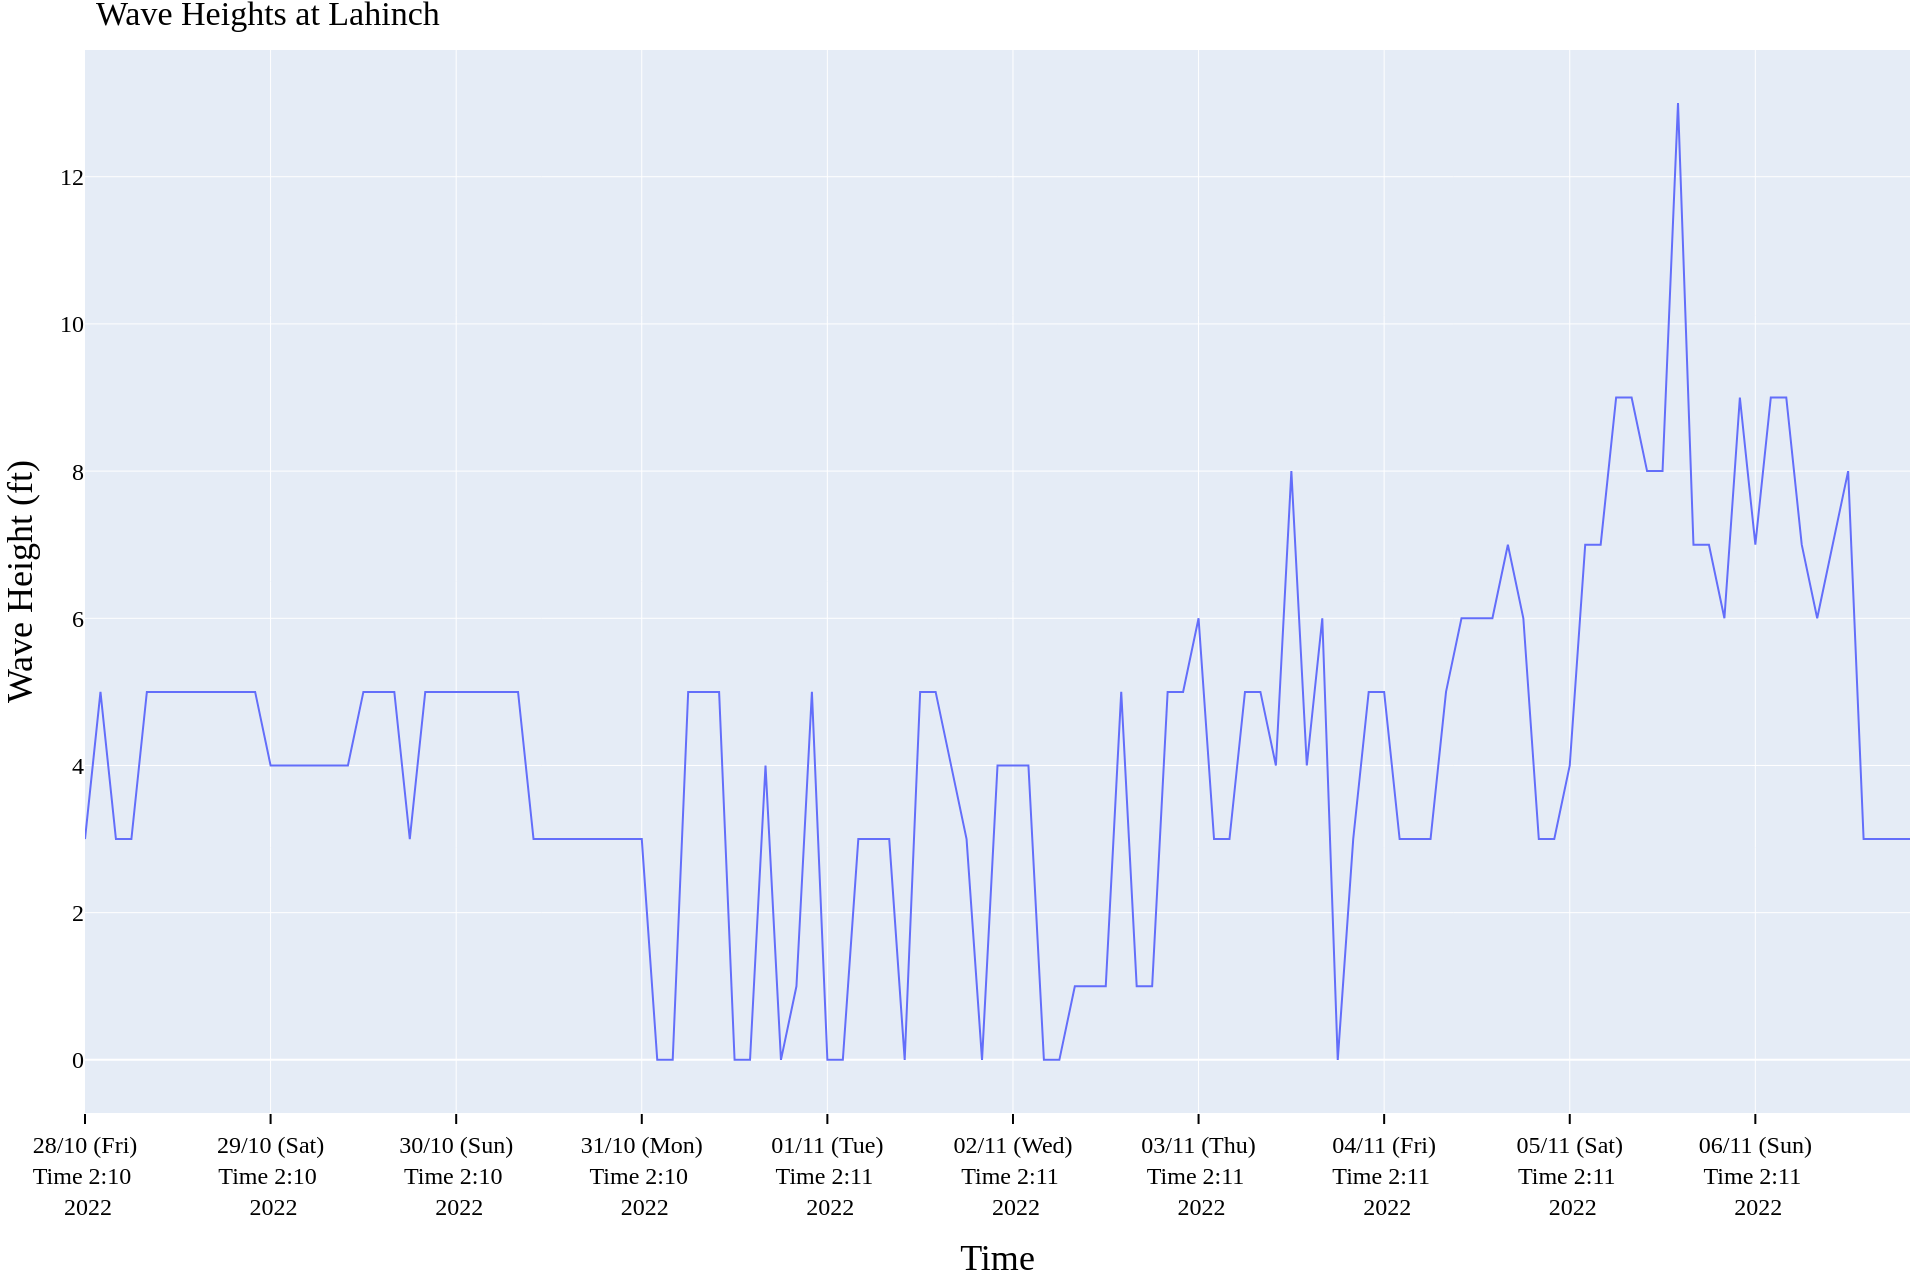 Wave Heights at Lahinch
Wave Height (ft)
12
10
8
6
4
2
0
28/10 (Fri) 29/10 (Sat) 30/10 (Sun) 31/10 (Mon) 01/11 (Tue) 02/11 (Wed) 03/11 (Thu) 04/11 (Fri) 05/11 (Sat) 06/11 (Sun)
Time 2:10 Time 2:10 Time 2:10 Time 2:10 Time 2:11 Time 2:11 Time 2:11 Time 2:11 Time 2:11 Time 2:11
2022 2022 2022 2022 2022 2022 2022 2022 2022 2022
Time